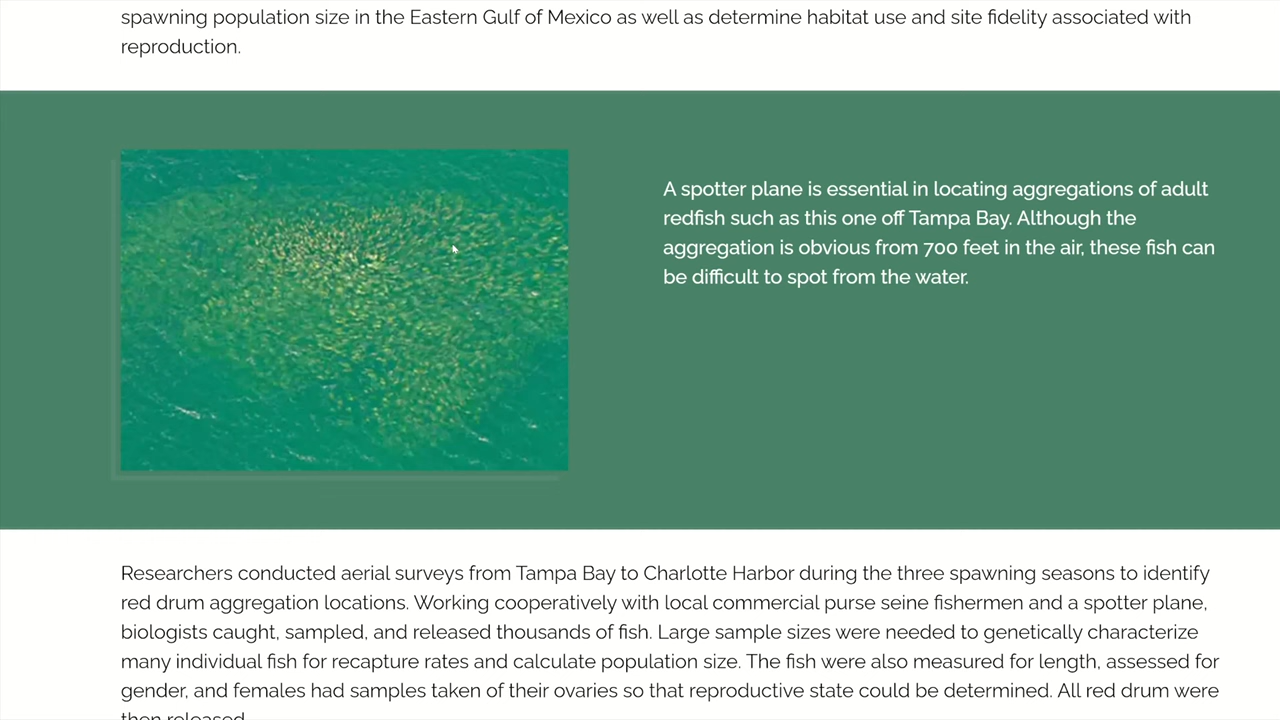 spawning population size in the Eastern Gulf of Mexico as well as determine habitat use and site fidelity associated with
reproduction.
A spotter plane is essential in locating aggregations of adult
redfish such as this one off Tampa Bay. Although the
aggregation is obvious from 700 feet in the air, these fish can
be difficult to spot from the water.
Researchers conducted aerial surveys from Tampa Bay to Charlotte Harbor during the three spawning seasons to identify
red drum aggregation locations. Working cooperatively with local commercial purse seine fishermen and a spotter plane,
biologists caught, sampled, and released thousands of fish. Large sample sizes were needed to genetically characterize
many individual fish for recapture rates and calculate population size. The fish were also measured for length, assessed for
gender, and females had samples taken of their ovaries so that reproductive state could be determined. All red drum were
then released.